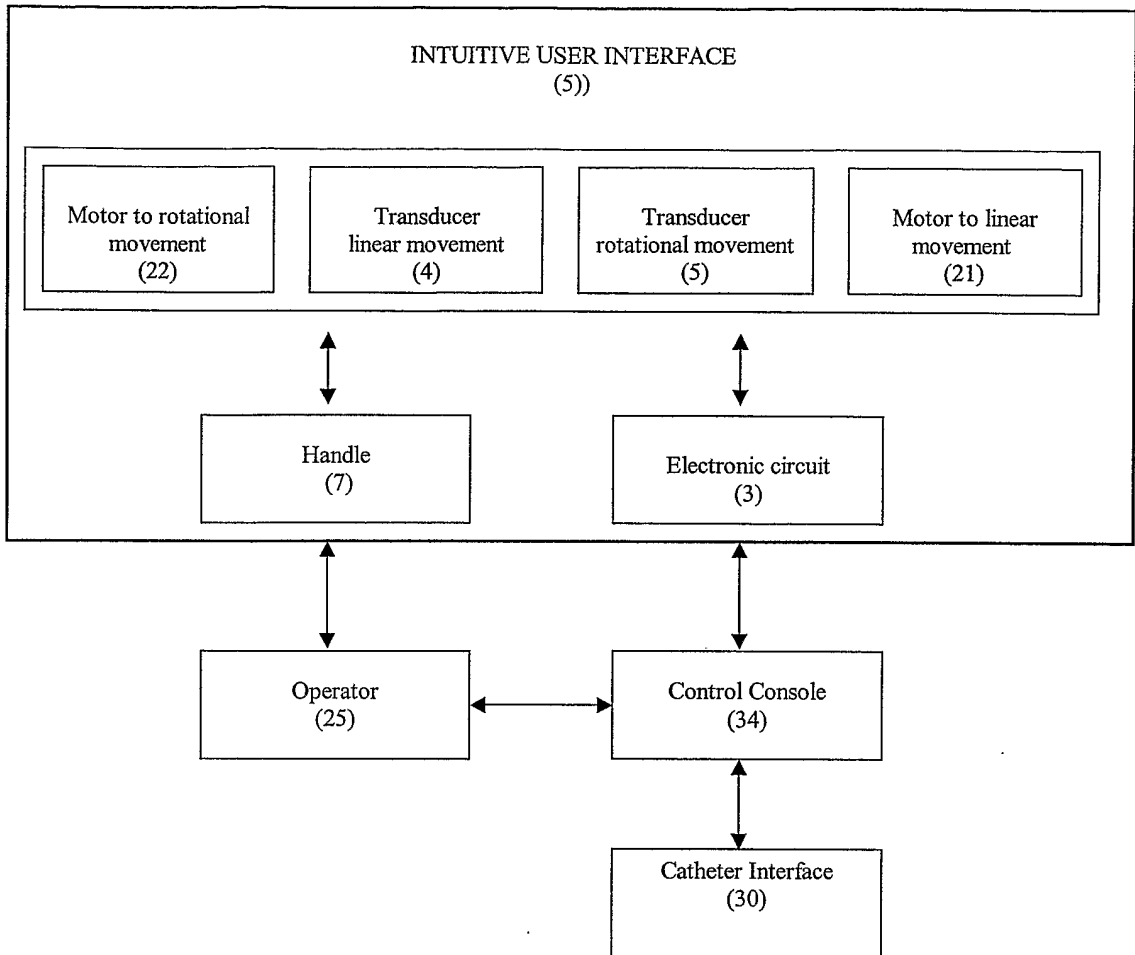 INTUITIVE USER INTERFACE
(5))
Motor to rotational
movement
(22)
Transducer
linear movement
(4)
Transducer
rotational movement
(5)
Motor to linear
movement
(21)
Handle
(7)
Electronic circuit
(3)
Operator
(25)
Control Console
(34)
Catheter Interface
(30)